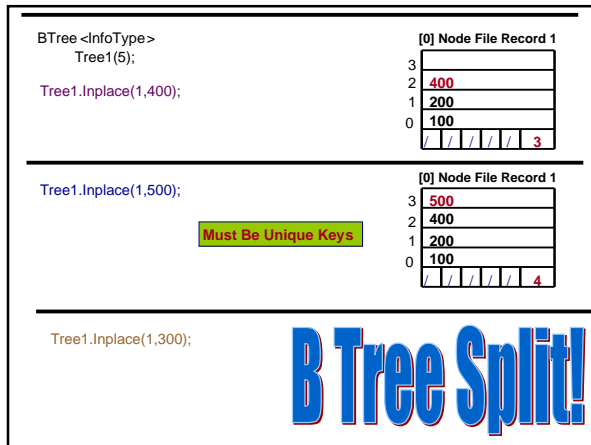 BTree <InfoType>
Tree1(5);
Tree1.Inplace(1,400);
[0] Node File Record 1
3
2 400
1 200
0 100
/ / / / / 3
Tree1.Inplace(1,500);
Must Be Unique Keys
[0] Node File Record 1
3 500
2 400
1 200
0 100
/ / / / / 4
Tree1.Inplace(1,300);
B Tree Split!